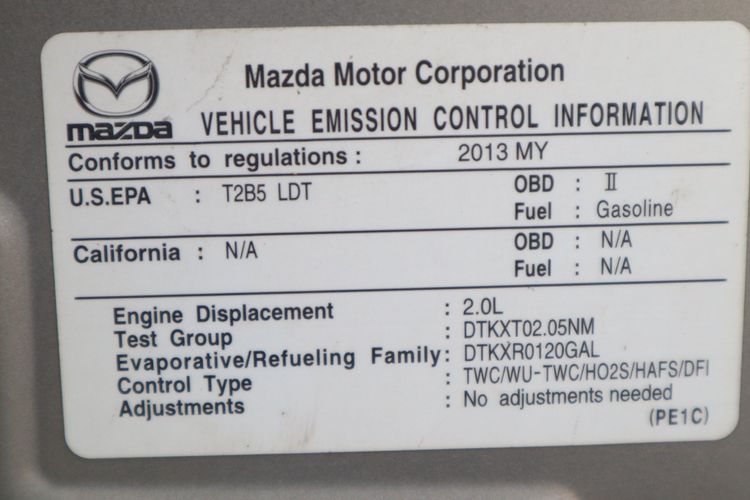 Mazda Motor Corporation
mazda VEHICLE EMISSION CONTROL INFORMATION
Conforms to regulations : 2013 MY
U.S.EPA : T2B5 LDT OBD : II
Fuel : Gasoline
California : N/A OBD : N/A
Fuel : N/A
Engine Displacement : 2.0L
Test Group : DTKXT02.05NM
Evaporative/Refueling Family: DTKXR0120GAL
Control Type : TWC/WU-TWC/HO2S/HAFS/DFI
Adjustments : No adjustments needed
(PE1C)